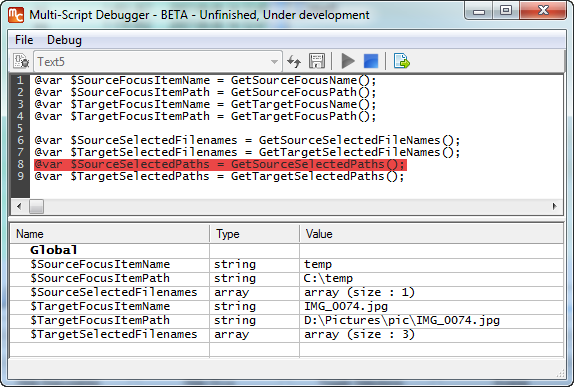 MC Multi-Script Debugger - BETA - Unfinished, Under development
File Debug
Text5
1 @var $SourceFocusItemName = GetSourceFocusName();
2 @var $SourceFocusItemPath = GetSourceFocusPath();
3 @var $TargetFocusItemName = GetTargetFocusName();
4 @var $TargetFocusItemPath = GetTargetFocusPath();
5
6 @var $SourceSelectedFilenames = GetSourceSelectedFileNames();
7 @var $TargetSelectedFilenames = GetTargetSelectedFileNames();
8 @var $SourceSelectedPaths = GetSourceSelectedPaths();
9 @var $TargetSelectedPaths = GetTargetSelectedPaths();
Name Type Value
Global
$SourceFocusItemName string temp
$SourceFocusItemPath string C:\temp
$SourceSelectedFilenames array array (size : 1)
$TargetFocusItemName string IMG_0074.jpg
$TargetFocusItemPath string D:\Pictures\pic\IMG_0074.jpg
$TargetSelectedFilenames array array (size : 3)